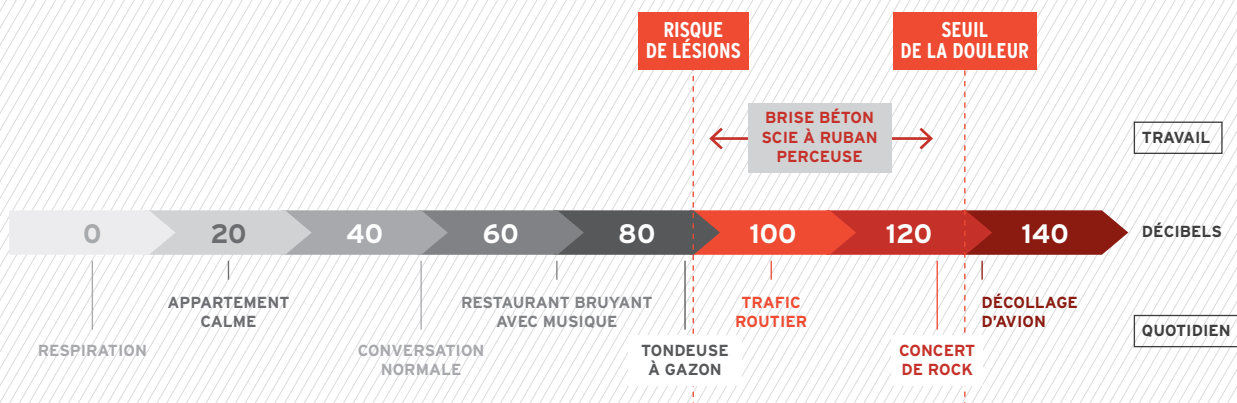 RISQUE
DE LÉSIONS
SEUIL
DE LA DOULEUR
BRISE BÉTON
SCIE À RUBAN
PERCEUSE
TRAVAIL
0 20 40 60 80 100 120 140 DÉCIBELS
APPARTEMENT
CALME
RESTAURANT BRUYANT
AVEC MUSIQUE
TRAFIC
ROUTIER
DÉCOLLAGE
D'AVION
QUOTIDIEN
RESPIRATION
CONVERSATION
NORMALE
TONDEUSE
À GAZON
CONCERT
DE ROCK